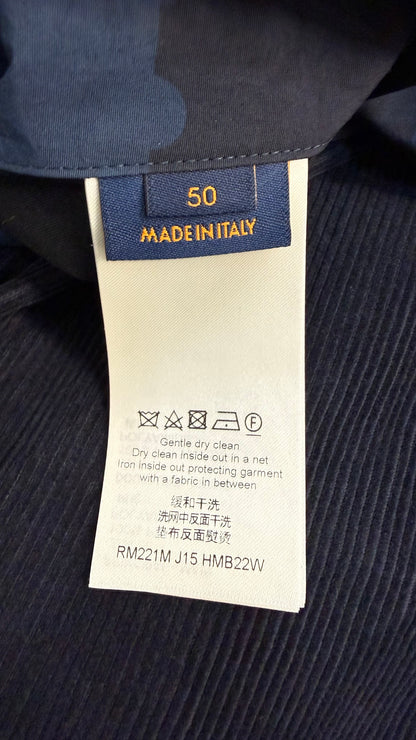 50
MADE IN ITALY
F
Gentle dry clean
Dry clean inside out in a net
Iron inside out protecting garment
with a fabric in between
缓和干洗
洗网中反面干洗
垫布反面熨烫
RM221M J15 HMB22W